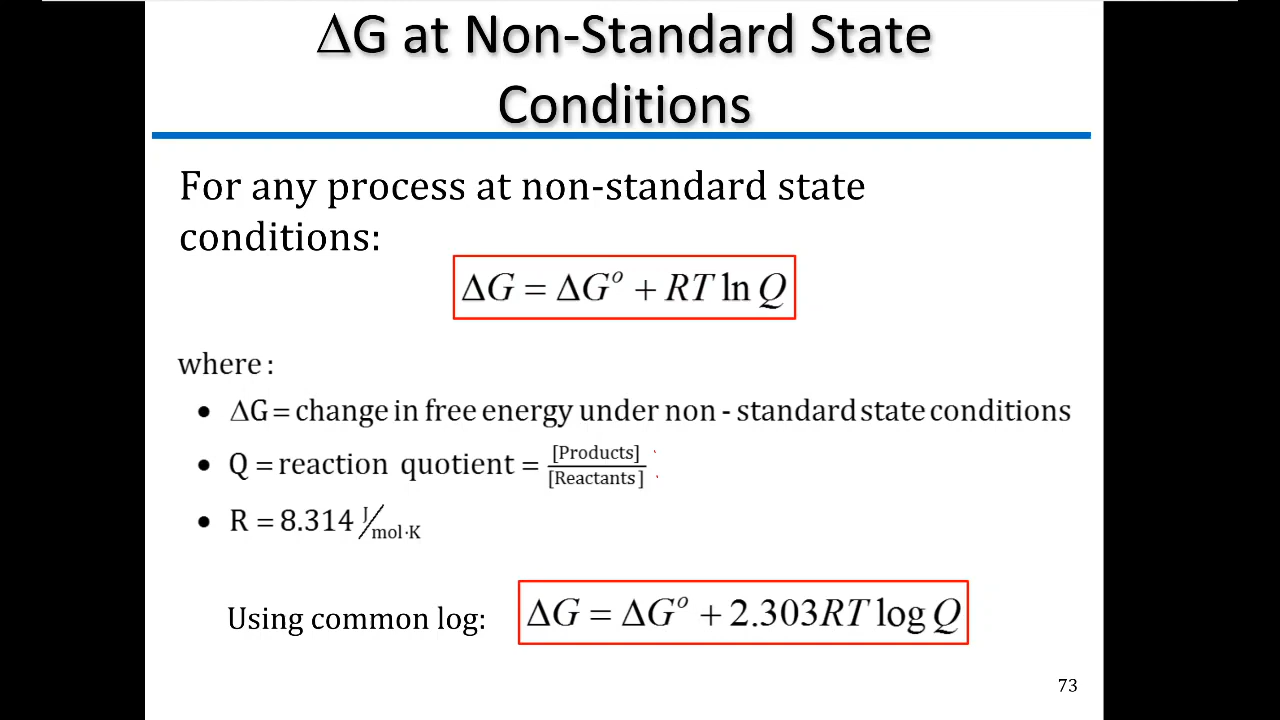 ΔG at Non-Standard State
Conditions
For any process at non-standard state
conditions:
ΔG = ΔG° + RT ln Q
where :
• ΔG = change in free energy under non - standard state conditions
• Q = reaction quotient = [Products]/[Reactants]
• R = 8.314 J/mol·K
Using common log: ΔG = ΔG° + 2.303RT log Q
73